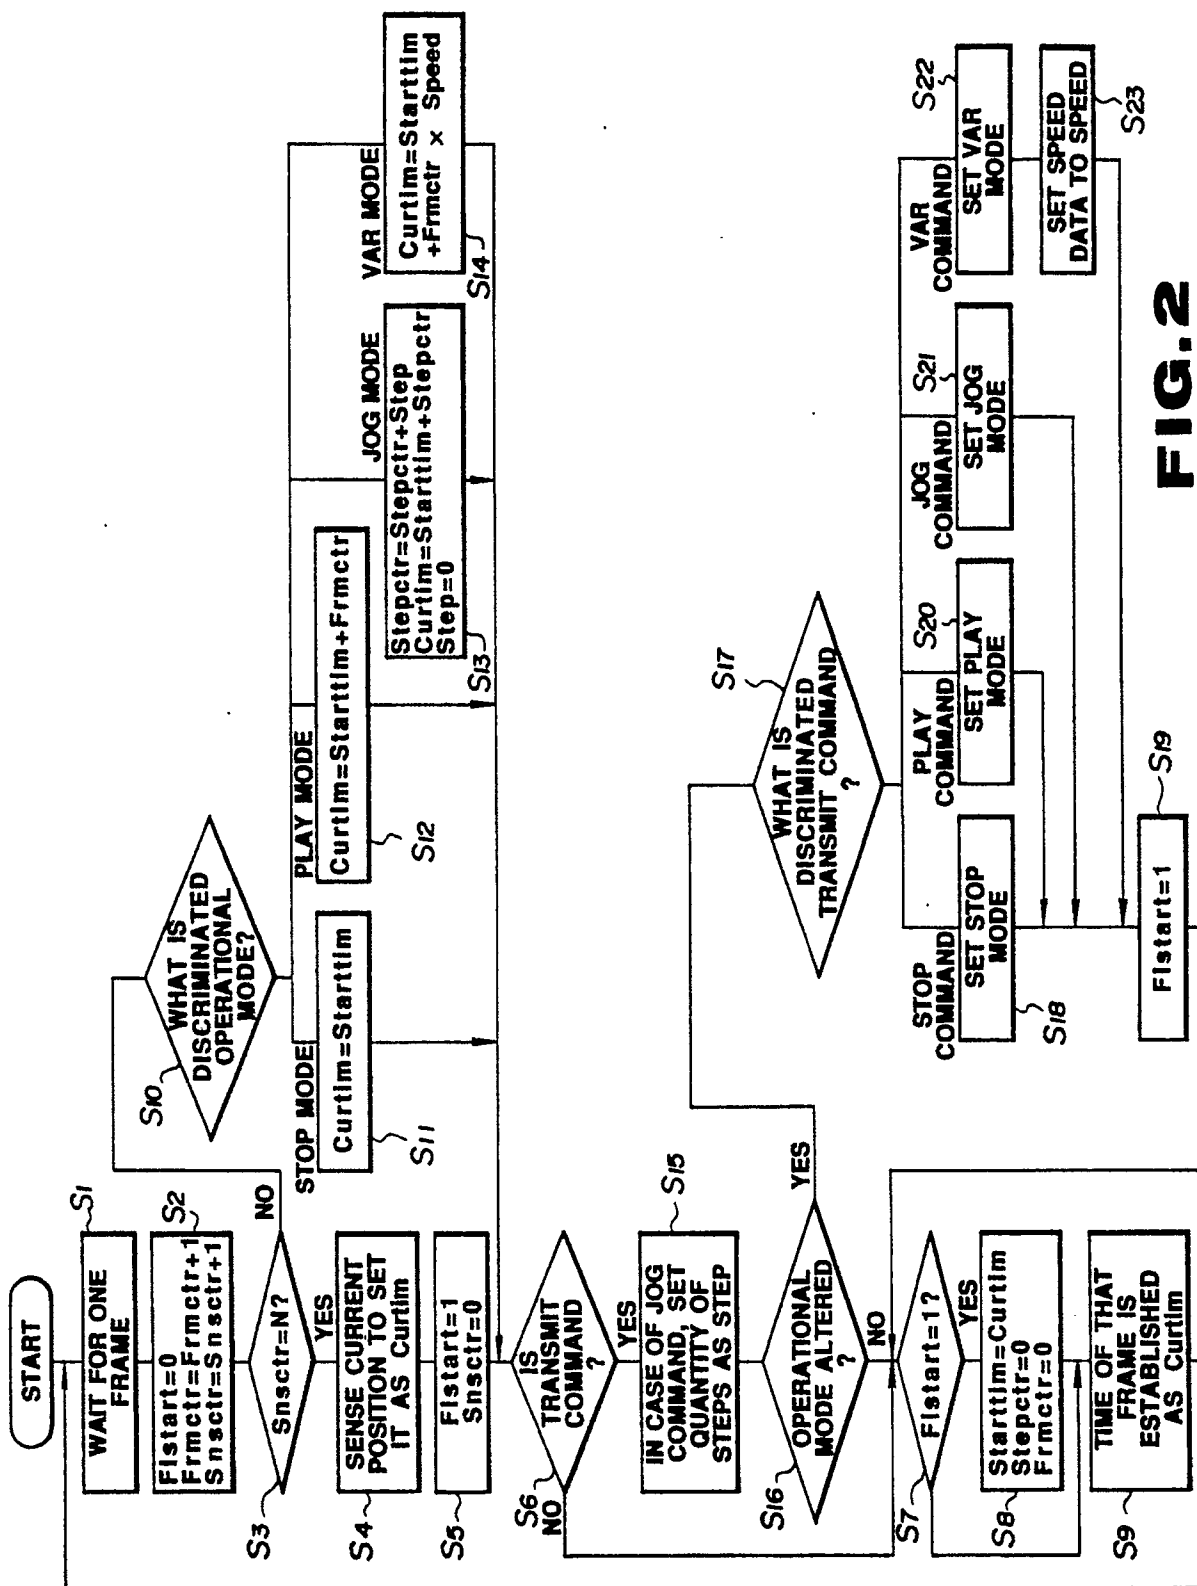 START
S1
WAIT FOR ONE
FRAME
S2
Flstart=0
Frmctr=Frmctr+1
Snsctr=Snsctr+1
S3
Snsctr=N?
NO
YES
S4
SENSE CURRENT
POSITION TO SET
IT AS Curtim
S5
Flstart=1
Snsctr=0
S6
IS
TRANSMIT
COMMAND
?
NO
YES
S15
IN CASE OF JOG
COMMAND, SET
QUANTITY OF
STEPS AS STEP
S16
OPERATIONAL
MODE ALTERED
?
YES
NO
S7
Flstart=1?
YES
S8
Starttim=Curtim
Stepctr=0
Frmctr=0
S9
TIME OF THAT
FRAME IS
ESTABLISHED
AS Curtim
S10
WHAT IS
DISCRIMINATED
OPERATIONAL
MODE?
STOP MODE
Curtim=Starttim
S11
PLAY MODE
Curtim=Starttim+Frmctr
S12
JOG MODE
Stepctr=Stepctr+Step
Curtim=Starttim+Stepctr
Step=0
S13
VAR MODE
Curtim=Starttim
+Frmctr × Speed
S14
S17
WHAT IS
DISCRIMINATED
TRANSMIT COMMAND
?
STOP
COMMAND
SET STOP
MODE
S18
PLAY
COMMAND
S20
SET PLAY
MODE
JOG
COMMAND
S21
SET JOG
MODE
VAR
COMMAND
S22
SET VAR
MODE
SET SPEED
DATA TO SPEED
S23
S19
Flstart=1
FIG.2